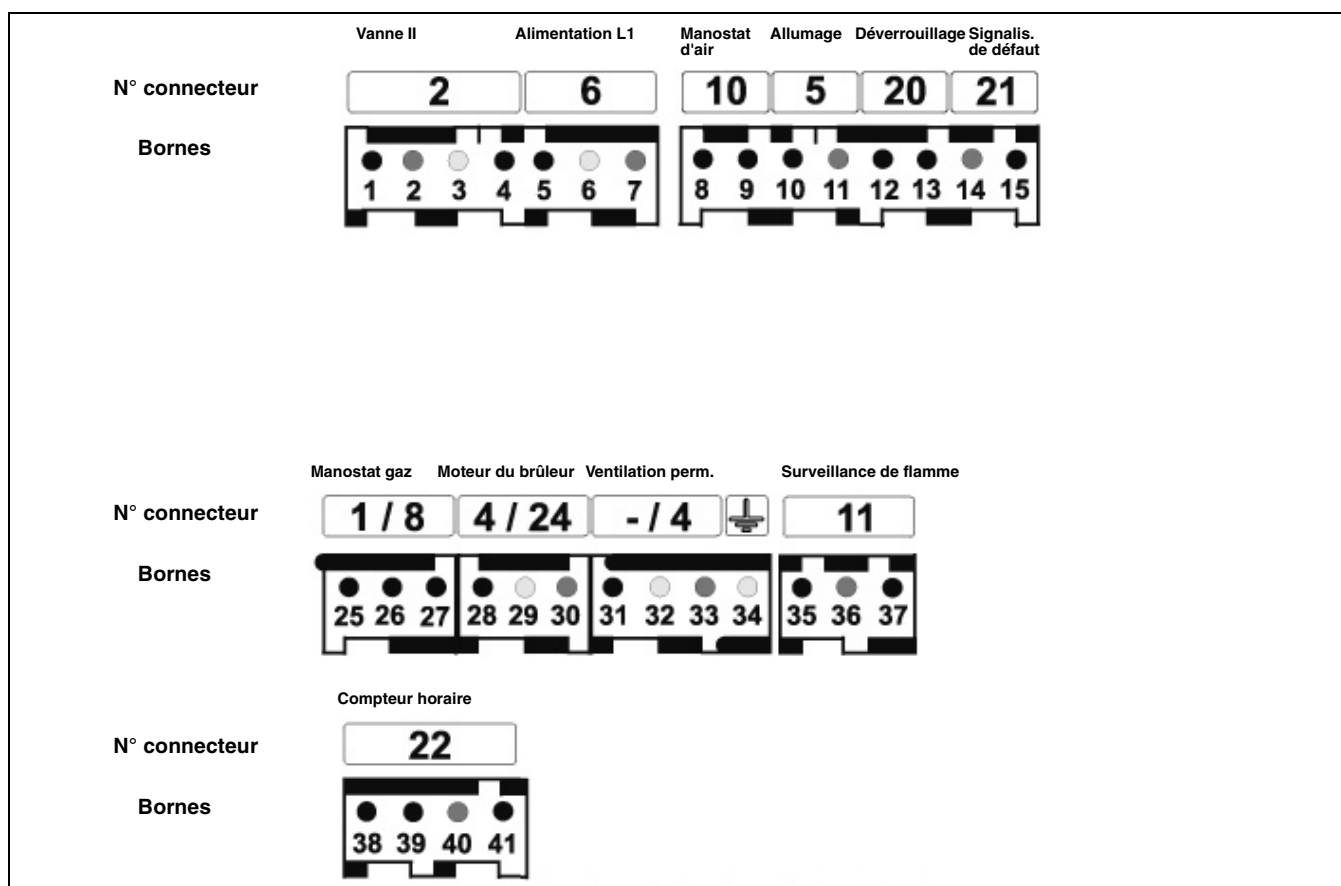 Vanne II Alimentation L1 Manostat d'air Allumage Déverrouillage Signalis. de défaut
N° connecteur 2 6 10 5 20 21
Bornes
1 2 3 4 5 6 7 8 9 10 11 12 13 14 15
Manostat gaz Moteur du brûleur Ventilation perm. Surveillance de flamme
N° connecteur 1 / 8 4 / 24 - / 4 11
Bornes
25 26 27 28 29 30 31 32 33 34 35 36 37
Compteur horaire
N° connecteur 22
Bornes
38 39 40 41